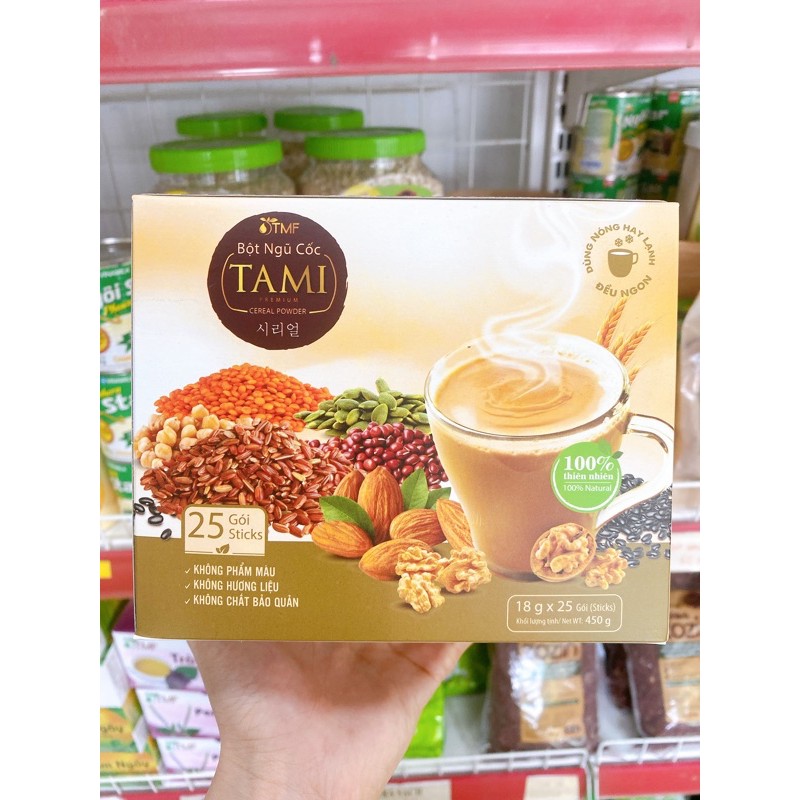 TMF
Bột Ngũ Cốc
TAMI
PREMIUM
CEREAL POWDER
시리얼
DÙNG NÓNG HAY LẠNH
ĐỀU NGON
100%
thiên nhiên
100% Natural
25 Gói
Sticks
✓ KHÔNG PHẨM MÀU
✓ KHÔNG HƯƠNG LIỆU
✓ KHÔNG CHẤT BẢO QUẢN
18 g x 25 Gói (Sticks)
Khối lượng tịnh/ Net WT: 450 g
TMF
TMF